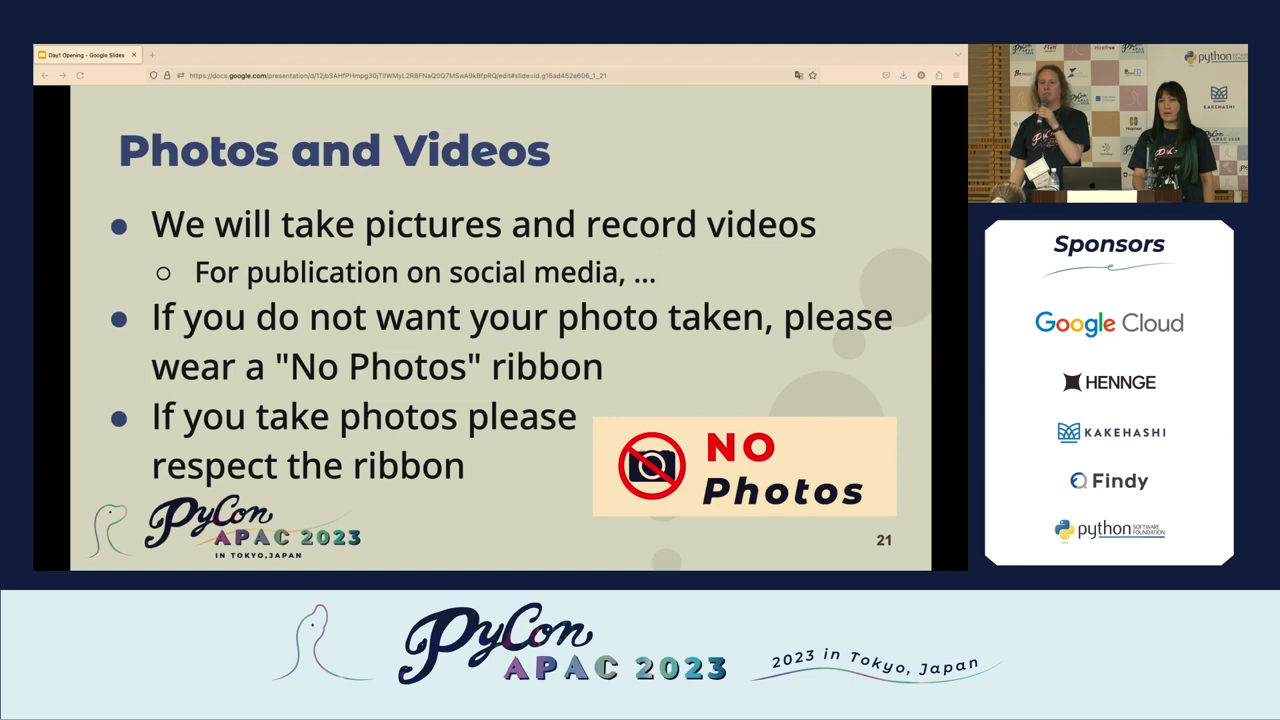 Day1 Opening - Google Slides
Photos and Videos
● We will take pictures and record videos
○ For publication on social media, ...
● If you do not want your photo taken, please
wear a "No Photos" ribbon
● If you take photos please
respect the ribbon
NO
Photos
PyCon
APAC 2023
IN TOKYO, JAPAN
21
python
KAKEHASHI
Sponsors
Google Cloud
HENNGE
KAKEHASHI
Findy
python SOFTWARE
FOUNDATION
PyCon
APAC 2023
2023 in Tokyo, Japan